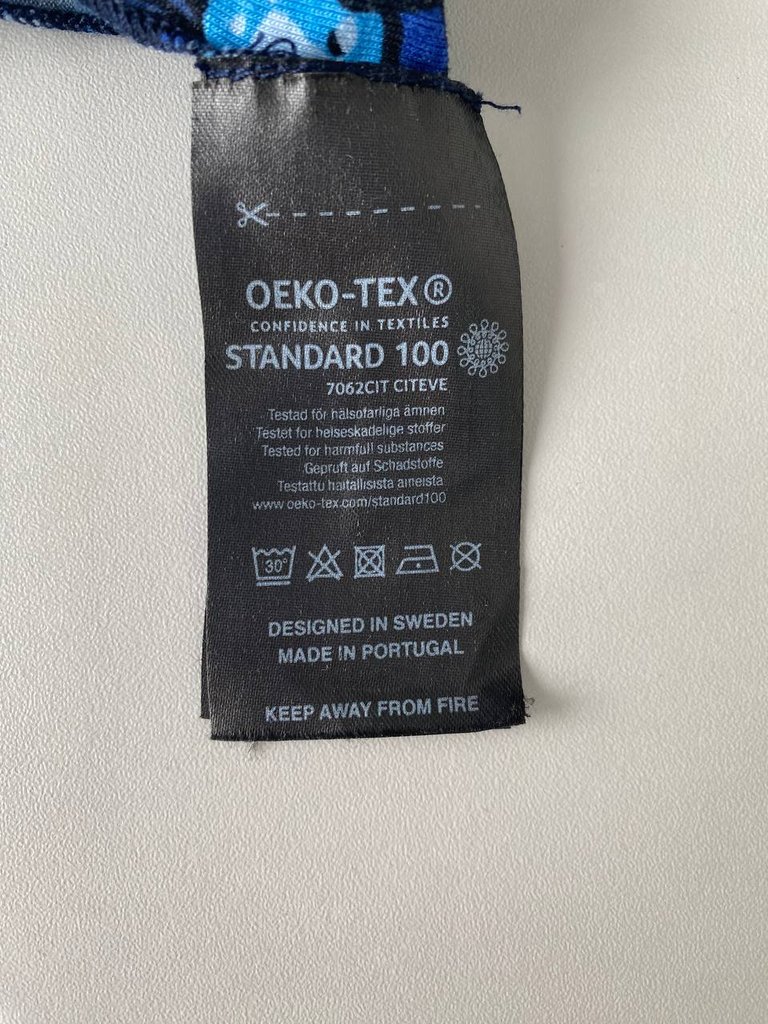 OEKO-TEX®
CONFIDENCE IN TEXTILES
STANDARD 100
7062CIT CITEVE
Testad för hälsofarliga ämnen
Testet for helseskadelige stoffer
Tested for harmfull substances
Gepruft auf Schadstoffe
Testattu haitallisista aineista
www.oeko-tex.com/standard100
30°
DESIGNED IN SWEDEN
MADE IN PORTUGAL
KEEP AWAY FROM FIRE